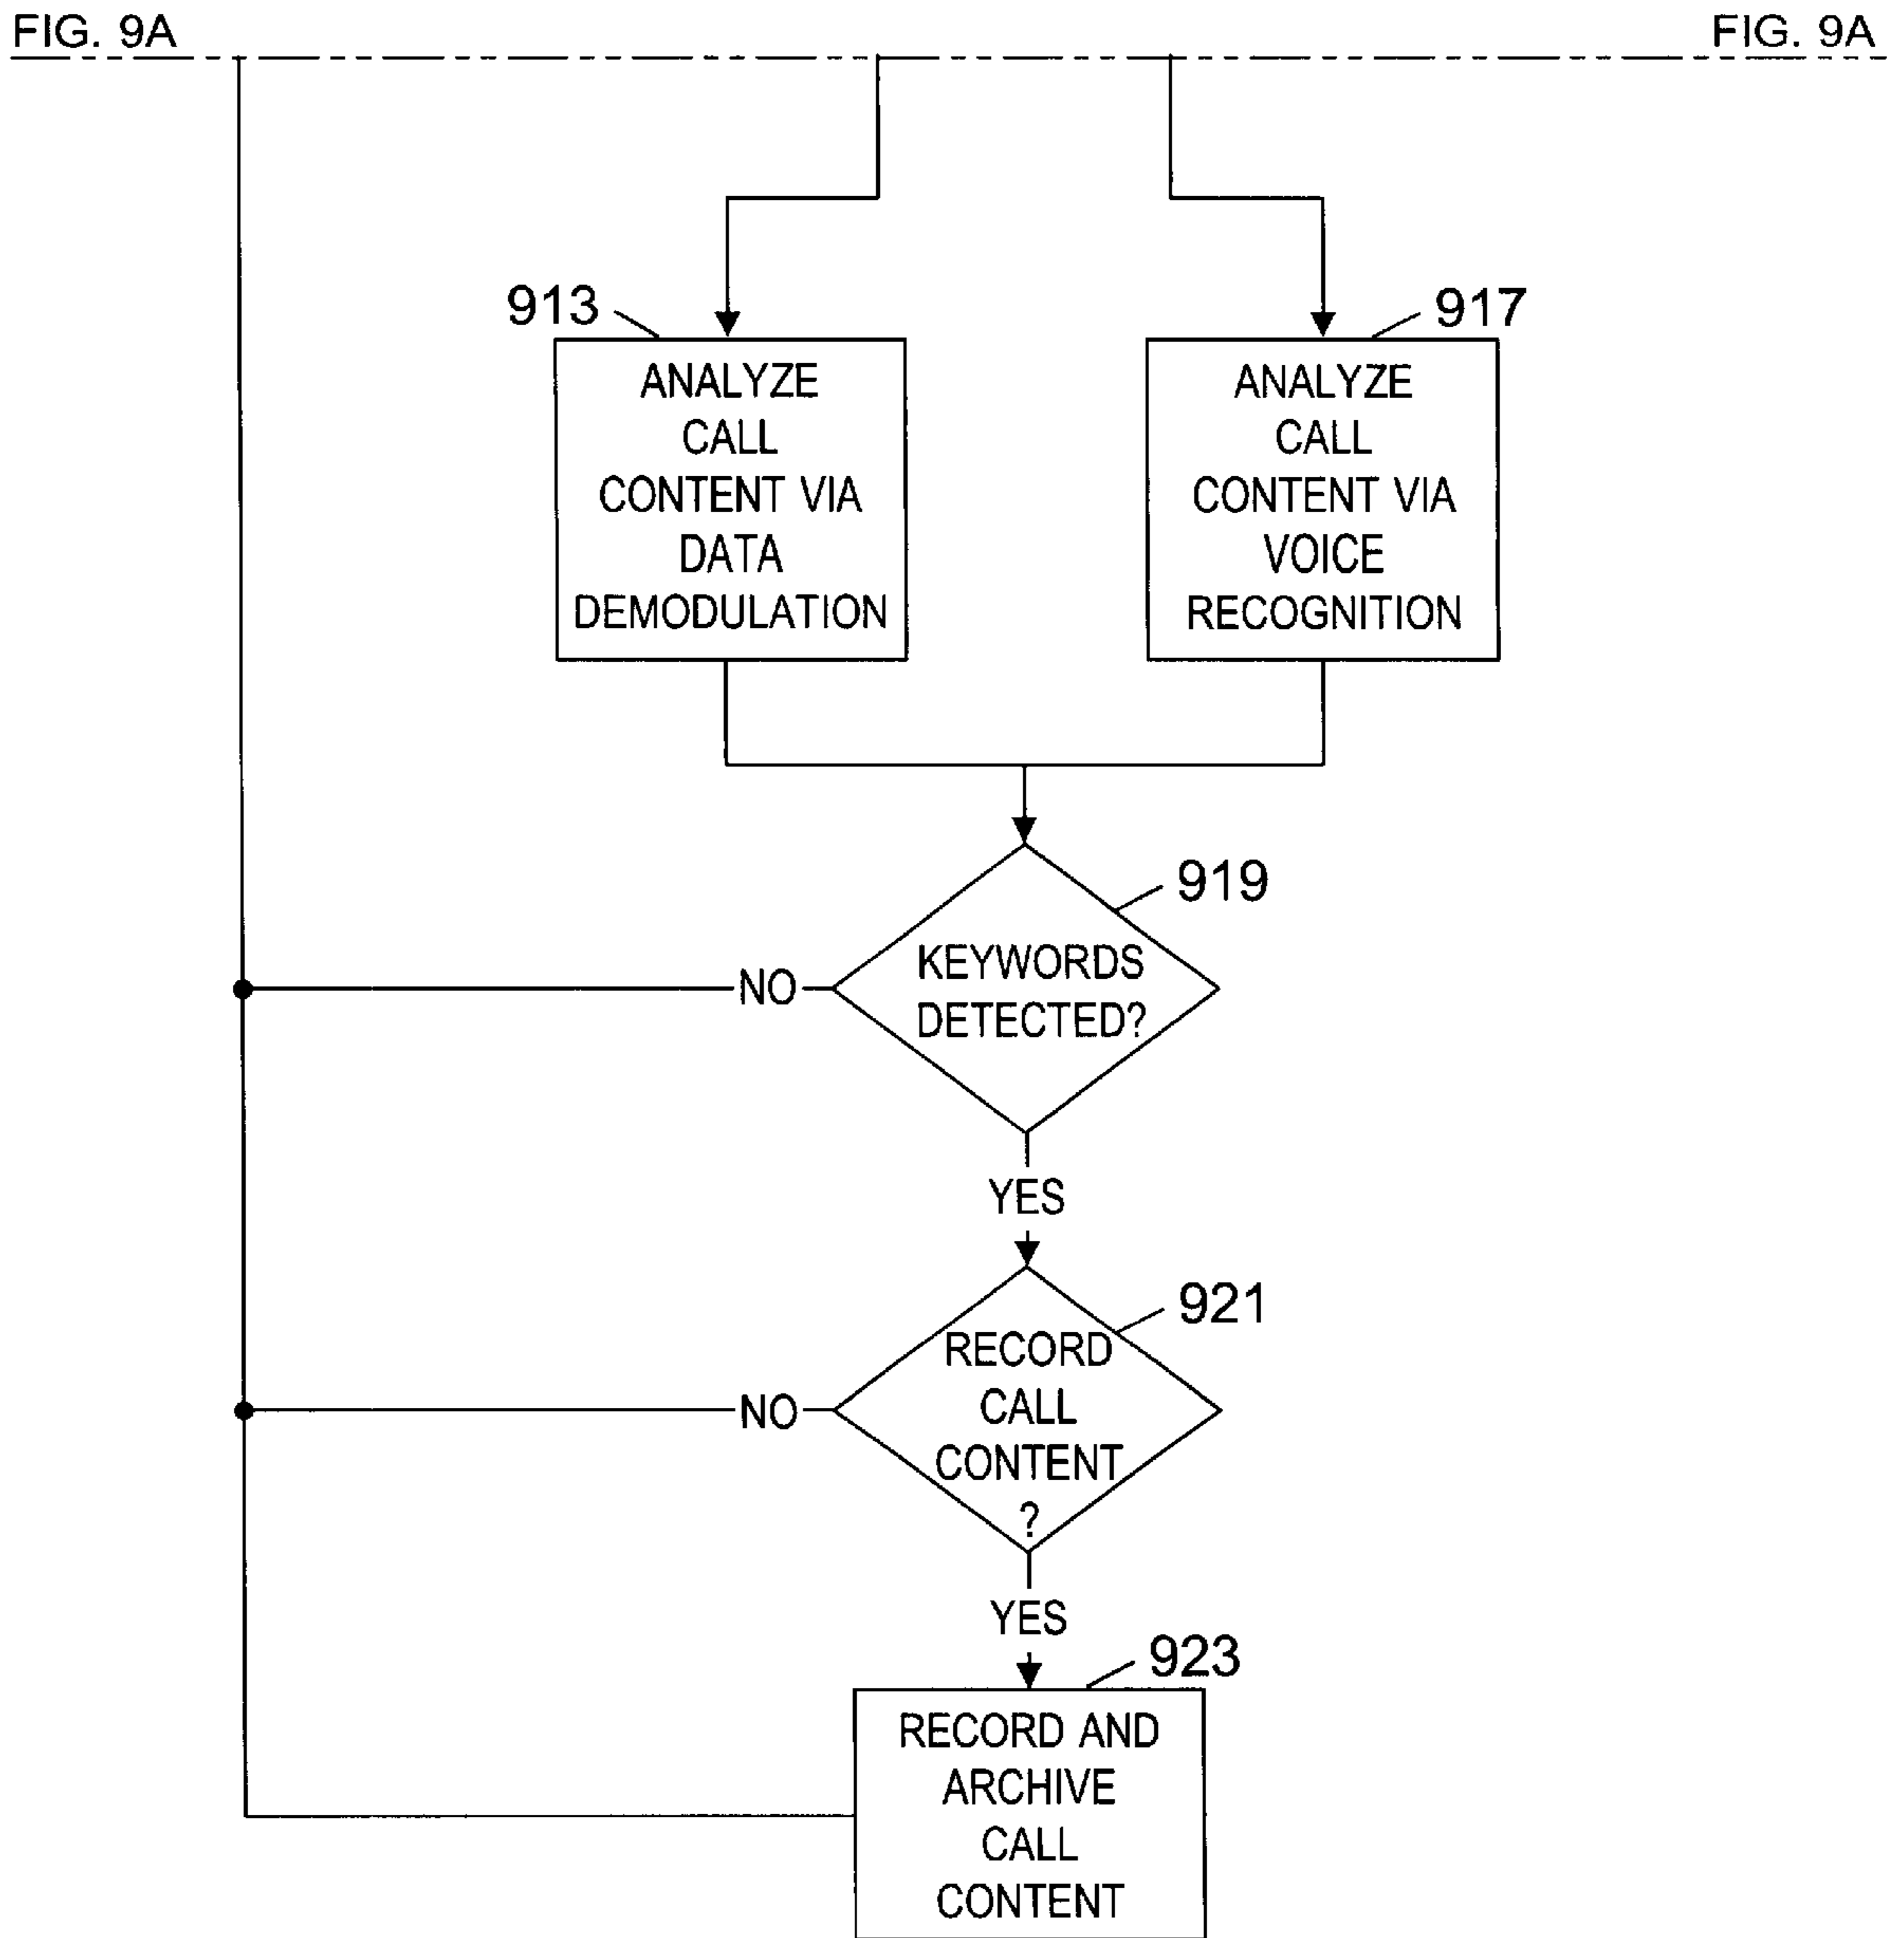 FIG. 9A
FIG. 9A
913
917
ANALYZE
CALL
CONTENT VIA
DATA
DEMODULATION
ANALYZE
CALL
CONTENT VIA
VOICE
RECOGNITION
919
KEYWORDS
DETECTED?
NO
YES
921
RECORD
CALL
CONTENT
?
NO
YES
923
RECORD AND
ARCHIVE
CALL
CONTENT